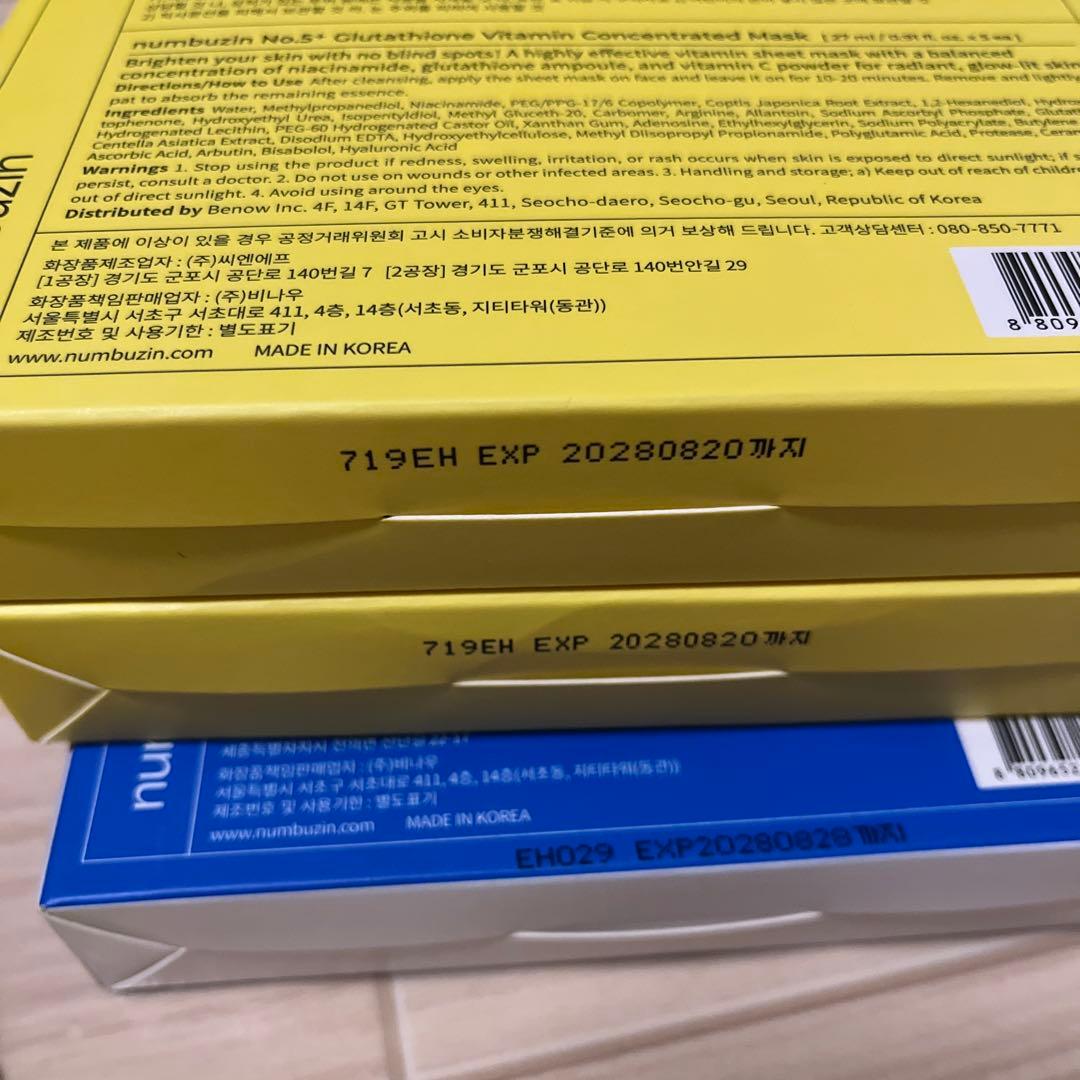 numbuzin No.5+ Glutathione Vitamin Concentrated Mask
Brighten your skin with no blind spots! A highly effective vitamin sheet mask with a balanced
concentration of niacinamide, glutathione ampoule, and vitamin C powder for radiant, glow-lit skin
Directions/How to Use After cleansing, apply the sheet mask on face and leave it on for 10-20 minutes. Remove and lightly
pat to absorb the remaining essence.
Ingredients Water, Methylpropanediol, Niacinamide, PEG/PPG-17/6 Copolymer, Coptis Japonica Root Extract, 1,2-Hexanediol,
tophenone, Hydroxyethyl Urea, Isopentyldiol, Methyl Gluceth-20, Carbomer, Arginine, Allantoin, Sodium Ascorbyl Phosphate,
Hydrogenated Lecithin, PEG-60 Hydrogenated Castor Oil, Xanthan Gum, Adenosine, Ethylhexylglycerin, Sodium Polyacrylate, Butylene
Centella Asiatica Extract, Disodium EDTA, Hydroxyethylcellulose, Methyl Diisopropyl Propionamide, Polyglutamic Acid, Protease,
Ascorbic Acid, Arbutin, Bisabolol, Hyaluronic Acid
Warnings 1. Stop using the product if redness, swelling, irritation, or rash occurs when skin is exposed to direct sunlight; if
persist, consult a doctor. 2. Do not use on wounds or other infected areas. 3. Handling and storage; a) Keep out of reach of
out of direct sunlight. 4. Avoid using around the eyes.
Distributed by Benow Inc. 4F, 14F, GT Tower, 411, Seocho-daero, Seocho-gu, Seoul, Republic of Korea
본 제품에 이상이 있을 경우 공정거래위원회 고시 소비자분쟁해결기준에 의거 보상해 드립니다. 고객상담센터 : 080-850-7771
화장품제조업자 : (주)씨엔에프
[1공장] 경기도 군포시 공단로 140번길 7 [2공장] 경기도 군포시 공단로 140번안길 29
화장품책임판매업자 : (주)비나우
서울특별시 서초구 서초대로 411, 4층, 14층(서초동, 지티타워(동관))
제조번호 및 사용기한 : 별도표기
www.numbuzin.com MADE IN KOREA
8 809
719EH EXP 20280820까지
719EH EXP 20280820까지
화장품책임판매업자 : (주)비나우
서울특별시 서초구 서초대로 411, 4층, 14층(서초동, 지티타워(동관))
제조번호 및 사용기한 : 별도표기
www.numbuzin.com MADE IN KOREA
EH029 EXP20280828까지